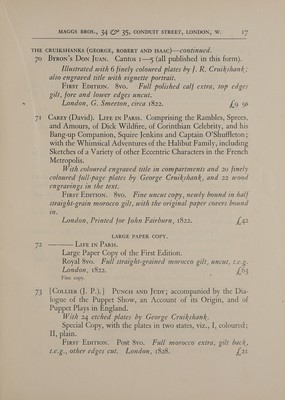 MAGGS BROS., 34 & 35, CONDUIT STREET, LONDON, W. 17
THE CRUIKSHANKS (GEORGE, ROBERT AND ISAAC)—continued.
70 Byron's Don Juan. Cantos 1—5 (all published in this form).
Illustrated with 6 finely coloured plates by J. R. Cruikshank;
also engraved title with vignette portrait.
First Edition. 8vo. Full polished calf extra, top edges
gilt, fore and lower edges uncut.
London, G. Smeeton, circa 1822. £9 9s
71 Carey (David). Life in Paris. Comprising the Rambles, Sprees,
and Amours, of Dick Wildfire, of Corinthian Celebrity, and his
Bang-up Companion, Squire Jenkins and Captain O'Shuffleton;
with the Whimsical Adventures of the Halibut Family, including
Sketches of a Variety of other Eccentric Characters in the French
Metropolis.
With coloured engraved title in compartments and 20 finely
coloured full-page plates by George Cruikshank, and 22 wood
engravings in the text.
First Edition. 8vo. Fine uncut copy, newly bound in half
straight-grain morocco gilt, with the original paper covers bound
in.
London, Printed for John Fairburn, 1822. £42
LARGE PAPER COPY.
72 ——— Life in Paris.
Large Paper Copy of the First Edition.
Royal 8vo. Full straight-grained morocco gilt, uncut, t.e.g.
London, 1822. £63
Fine copy.
73 [Collier (J. P.).] Punch and Judy; accompanied by the Dia-
logue of the Puppet Show, an Account of its Origin, and of
Puppet Plays in England.
With 24 etched plates by George Cruikshank.
Special Copy, with the plates in two states, viz., I, coloured;
II, plain.
First Edition. Post 8vo. Full morocco extra, gilt back,
t.e.g., other edges cut. London, 1828. £21